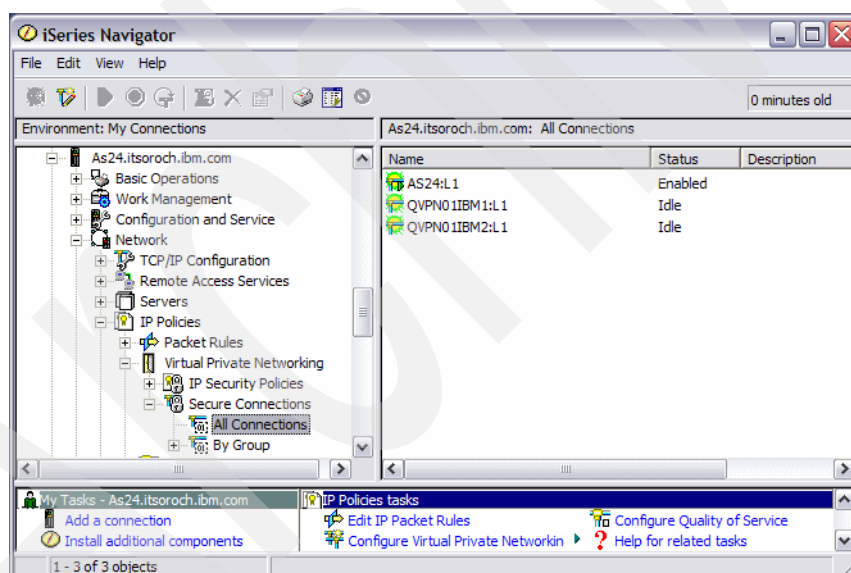 iSeries Navigator
File Edit View Help
0 minutes old
Environment: My Connections
As24.itsoroch.ibm.com: All Connections
As24.itsoroch.ibm.com
Basic Operations
Work Management
Configuration and Service
Network
TCP/IP Configuration
Remote Access Services
Servers
IP Policies
Packet Rules
Virtual Private Networking
IP Security Policies
Secure Connections
All Connections
By Group
Name Status Description
AS24:L1 Enabled
QVPN01IBM1:L1 Idle
QVPN01IBM2:L1 Idle
My Tasks - As24.itsoroch.ibm.com
Add a connection
Install additional components
IP Policies tasks
Edit IP Packet Rules
Configure Virtual Private Networkin
Configure Quality of Service
Help for related tasks
1 - 3 of 3 objects